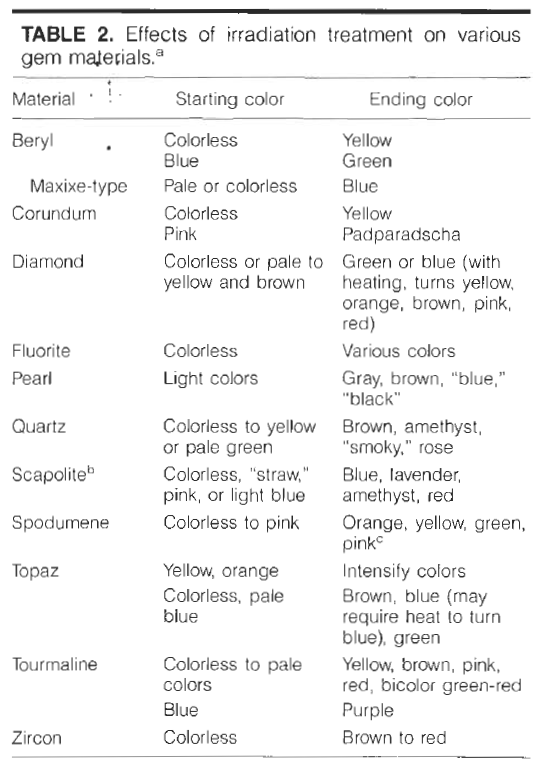 TABLE 2. Effects of irradiation treatment on various
gem materials.a
Material Starting color Ending color
Beryl Colorless Yellow
Blue Green
Maxixe-type Pale or colorless Blue
Corundum Colorless Yellow
Pink Padparadscha
Diamond Colorless or pale to Green or blue (with
yellow and brown heating, turns yellow,
orange, brown, pink,
red)
Fluorite Colorless Various colors
Pearl Light colors Gray, brown, "blue,"
"black"
Quartz Colorless to yellow Brown, amethyst,
or pale green "smoky," rose
Scapoliteb Colorless, "straw," Blue, lavender,
pink, or light blue amethyst, red
Spodumene Colorless to pink Orange, yellow, green,
pinkc
Topaz Yellow, orange Intensify colors
Colorless, pale Brown, blue (may
blue require heat to turn
blue), green
Tourmaline Colorless to pale Yellow, brown, pink,
colors red, bicolor green-red
Blue Purple
Zircon Colorless Brown to red